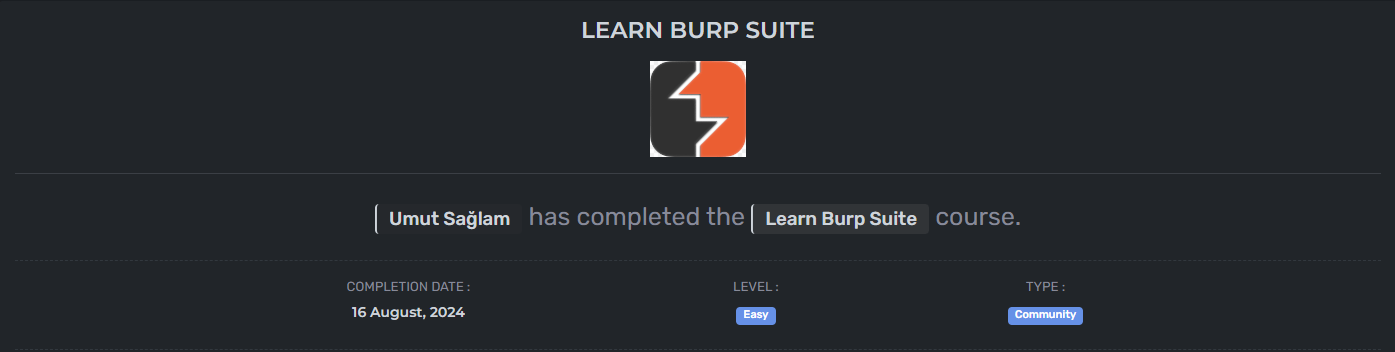 LEARN BURP SUITE
Umut Sağlam has completed the Learn Burp Suite course.
COMPLETION DATE : LEVEL : TYPE :
16 August, 2024 Easy Community